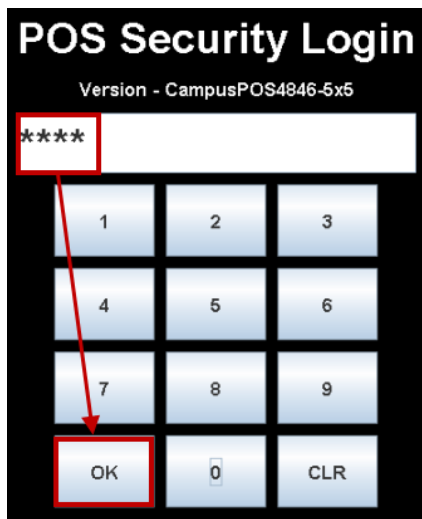 POS Security Login
Version - CampusPOS4846-5x5
****
1 2 3
4 5 6
7 8 9
OK 0 CLR